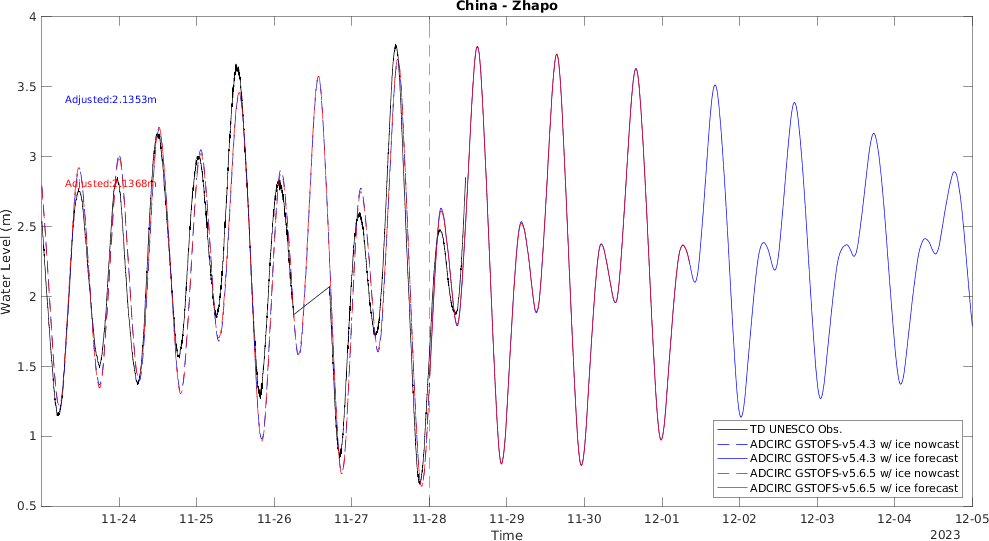 China - Zhapo
4
3.5
3
2.5
2
1.5
1
0.5
Water Level (m)
Adjusted:2.1353m
Adjusted:2.1368m
TD UNESCO Obs.
ADCIRC GSTOFS-v5.4.3 w/ ice nowcast
ADCIRC GSTOFS-v5.4.3 w/ ice forecast
ADCIRC GSTOFS-v5.6.5 w/ ice nowcast
ADCIRC GSTOFS-v5.6.5 w/ ice forecast
11-24 11-25 11-26 11-27 11-28 11-29 11-30 12-01 12-02 12-03 12-04 12-05
Time
2023